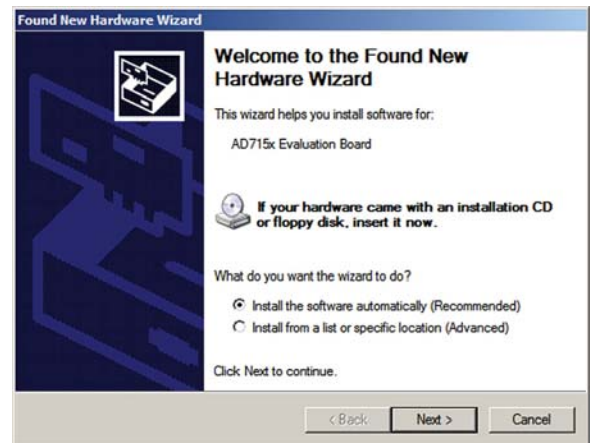 Found New Hardware Wizard
Welcome to the Found New
Hardware Wizard
This wizard helps you install software for:
AD715x Evaluation Board
If your hardware came with an installation CD
or floppy disk, insert it now.
What do you want the wizard to do?
Install the software automatically (Recommended)
Install from a list or specific location (Advanced)
Click Next to continue.
< Back
Next >
Cancel